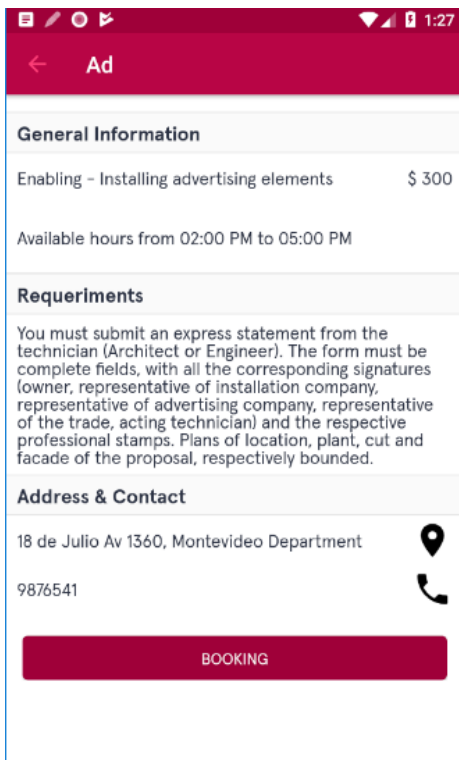 1:27
Ad
General Information
Enabling - Installing advertising elements $ 300
Available hours from 02:00 PM to 05:00 PM
Requeriments
You must submit an express statement from the
technician (Architect or Engineer). The form must be
complete fields, with all the corresponding signatures
(owner, representative of installation company,
representative of advertising company, representative
of the trade, acting technician) and the respective
professional stamps. Plans of location, plant, cut and
facade of the proposal, respectively bounded.
Address & Contact
18 de Julio Av 1360, Montevideo Department
9876541
BOOKING